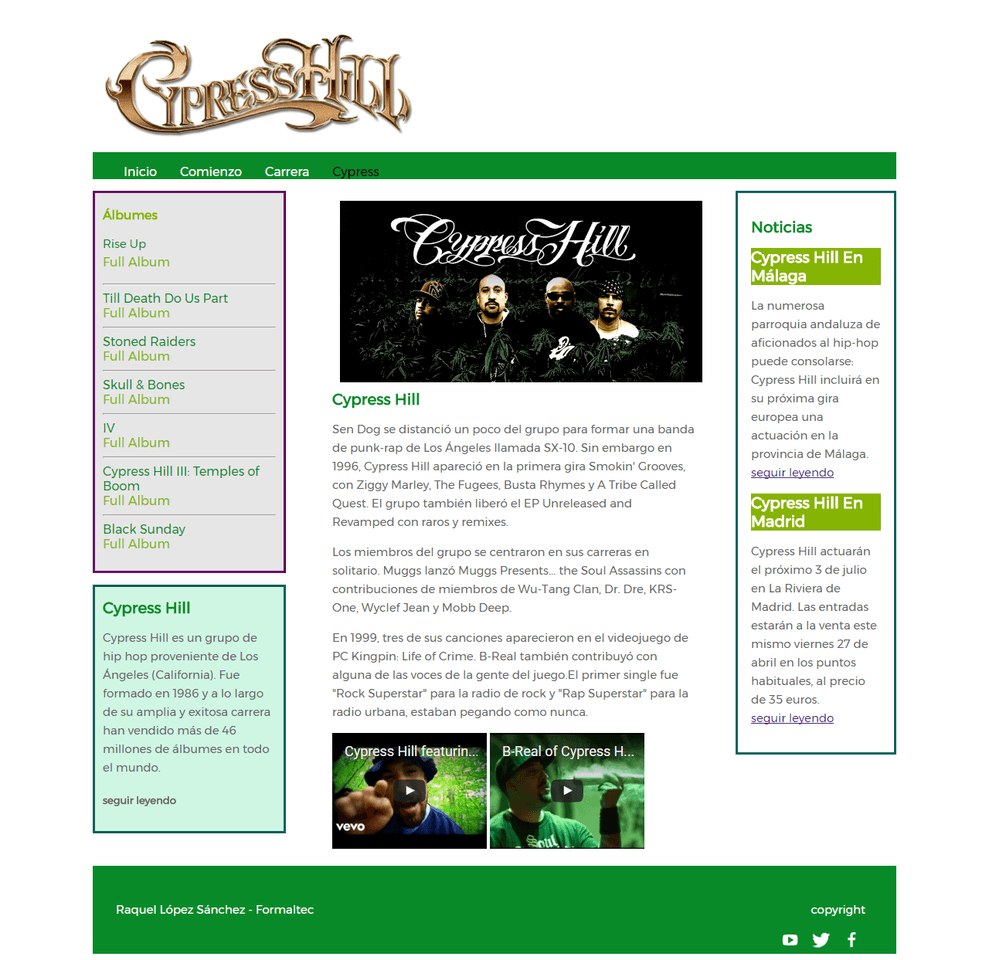 Cypress Hill
Inicio Comienzo Carrera Cypress
Álbumes
Rise Up
Full Album
Till Death Do Us Part
Full Album
Stoned Raiders
Full Album
Skull & Bones
Full Album
IV
Full Album
Cypress Hill III: Temples of
Boom
Full Album
Black Sunday
Full Album
Cypress Hill
Cypress Hill es un grupo de
hip hop proveniente de Los
Ángeles (California). Fue
formado en 1986 y a lo largo
de su amplia y exitosa carrera
han vendido más de 46
millones de álbumes en todo
el mundo.
seguir leyendo
Cypress Hill
Cypress Hill
Sen Dog se distanció un poco del grupo para formar una banda
de punk-rap de Los Ángeles llamada SX-10. Sin embargo en
1996, Cypress Hill apareció en la primera gira Smokin' Grooves,
con Ziggy Marley, The Fugees, Busta Rhymes y A Tribe Called
Quest. El grupo también liberó el EP Unreleased and
Revamped con raros y remixes.
Los miembros del grupo se centraron en sus carreras en
solitario. Muggs lanzó Muggs Presents... the Soul Assassins con
contribuciones de miembros de Wu-Tang Clan, Dr. Dre, KRS-
One, Wyclef Jean y Mobb Deep.
En 1999, tres de sus canciones aparecieron en el videojuego de
PC Kingpin: Life of Crime. B-Real también contribuyó con
alguna de las voces de la gente del juego.El primer single fue
"Rock Superstar" para la radio de rock y "Rap Superstar" para la
radio urbana, estaban pegando como nunca.
Cypress Hill featurin...
vevo
B-Real of Cypress H...
Noticias
Cypress Hill En
Málaga
La numerosa
parroquia andaluza de
aficionados al hip-hop
puede consolarse:
Cypress Hill incluirá en
su próxima gira
europea una
actuación en la
provincia de Málaga.
seguir leyendo
Cypress Hill En
Madrid
Cypress Hill actuarán
el próximo 3 de julio
en La Riviera de
Madrid. Las entradas
estarán a la venta este
mismo viernes 27 de
abril en los puntos
habituales, al precio
de 35 euros.
seguir leyendo
Raquel López Sánchez - Formaltec
copyright